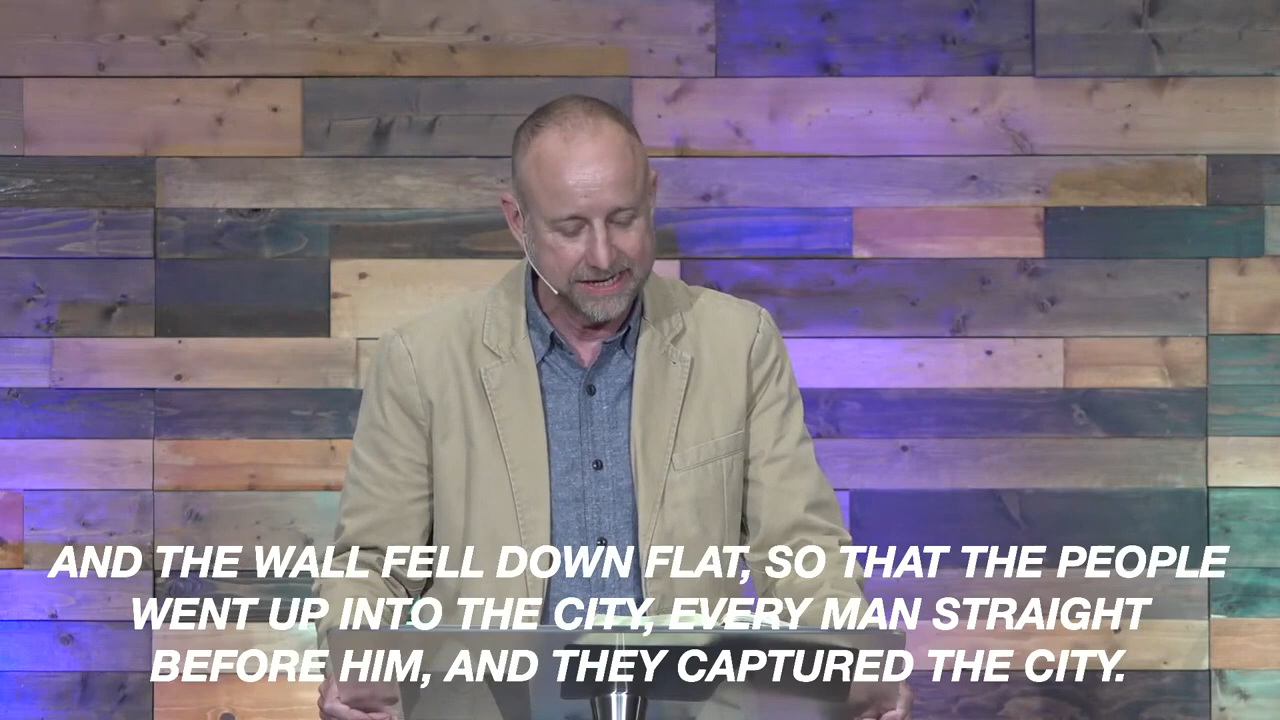 AND THE WALL FELL DOWN FLAT, SO THAT THE PEOPLE
WENT UP INTO THE CITY, EVERY MAN STRAIGHT
BEFORE HIM, AND THEY CAPTURED THE CITY.